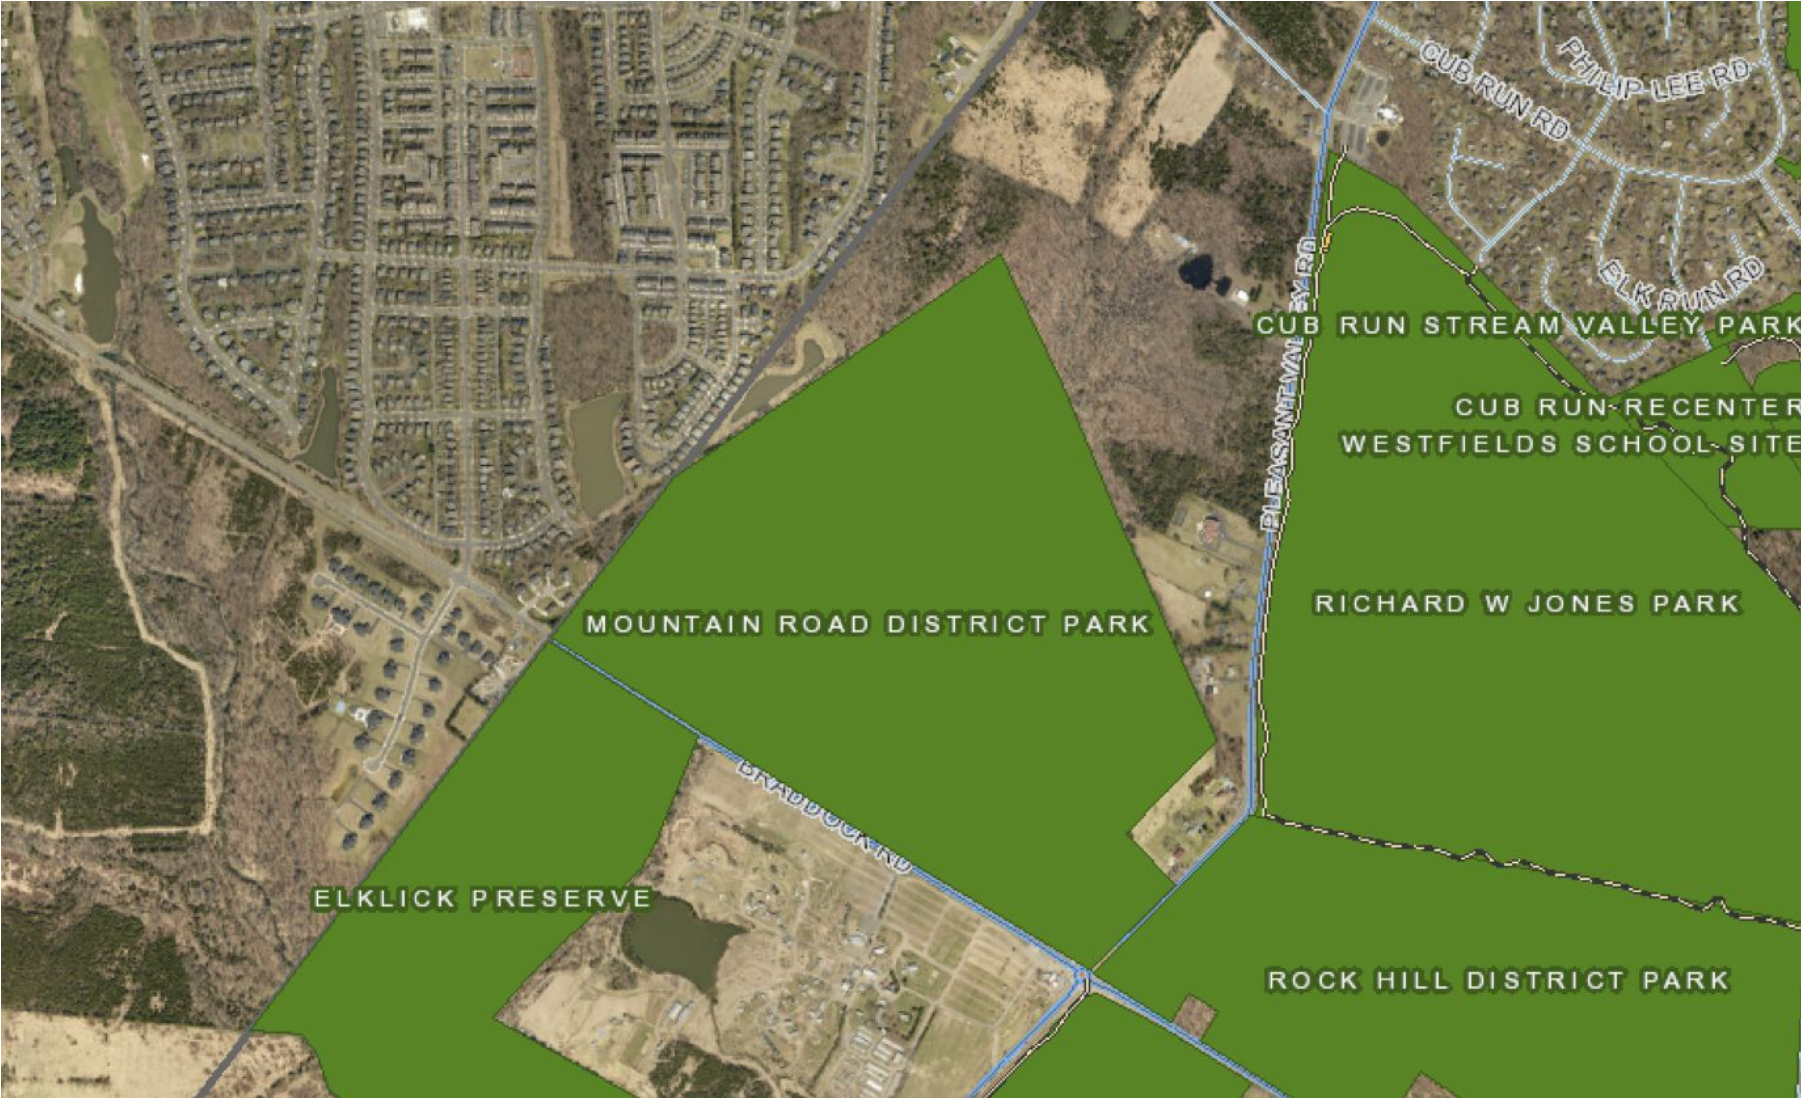 PHILIP LEE RD
CUB RUN RD
ELK RUN RD
PLEASANT VALLEY RD
CUB RUN STREAM VALLEY PARK
CUB RUN RECENTER
WESTFIELDS SCHOOL SITE
RICHARD W JONES PARK
MOUNTAIN ROAD DISTRICT PARK
BRADDOCK RD
ELKLICK PRESERVE
ROCK HILL DISTRICT PARK